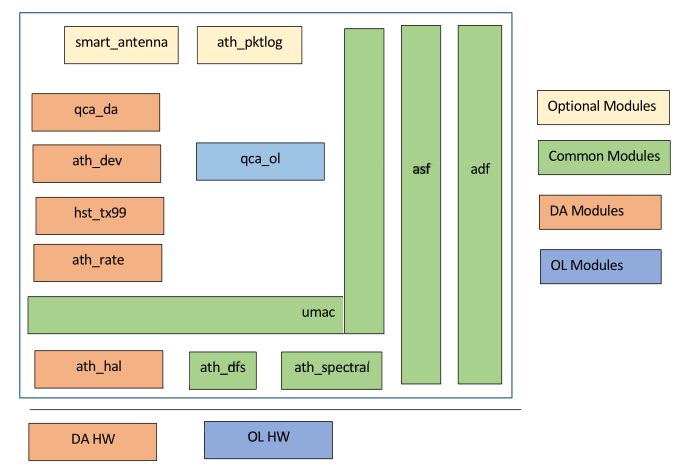 smart_antenna
ath_pktlog
qca_da
Optional Modules
ath_dev
qca_ol
asf
adf
Common Modules
hst_tx99
DA Modules
ath_rate
OL Modules
umac
ath_hal
ath_dfs
ath_spectral
DA HW
OL HW